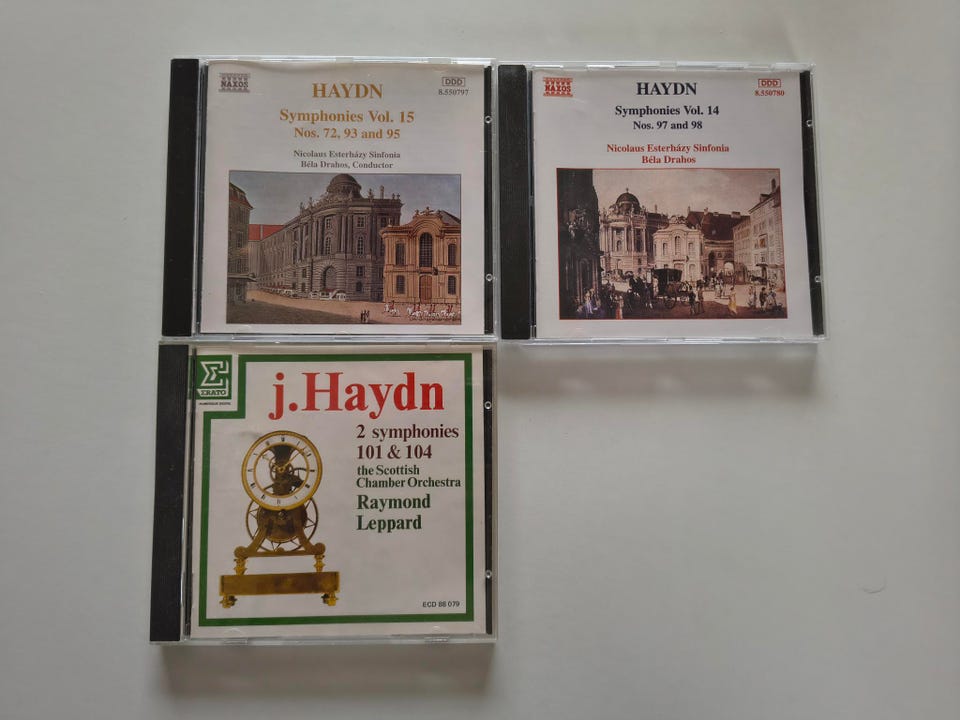 NAXOS
DDD
8.550797
HAYDN
Symphonies Vol. 15
Nos. 72, 93 and 95
Nicolaus Esterházy Sinfonia
Béla Drahos, Conductor
NAXOS
DDD
8.550780
HAYDN
Symphonies Vol. 14
Nos. 97 and 98
Nicolaus Esterházy Sinfonia
Béla Drahos
ERATO
NUMERIQUE DIGITAL
j.Haydn
2 symphonies
101 & 104
the Scottish
Chamber Orchestra
Raymond
Leppard
ECD 88 079